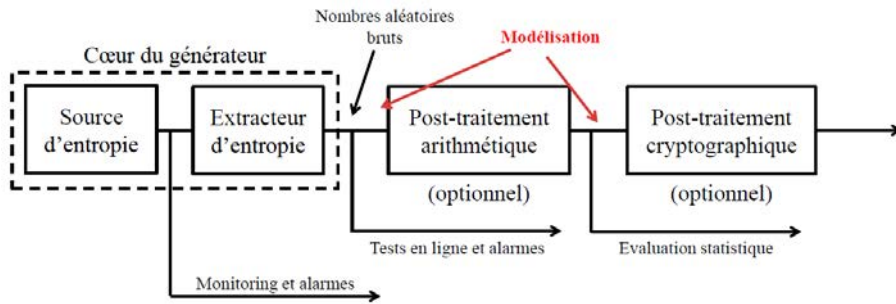 Nombres aléatoires
bruts
Modélisation
Cœur du générateur
Source
d'entropie
Extracteur
d'entropie
Post-traitement
arithmétique
Post-traitement
cryptographique
(optionnel)
(optionnel)
Tests en ligne et alarmes
Evaluation statistique
Monitoring et alarmes